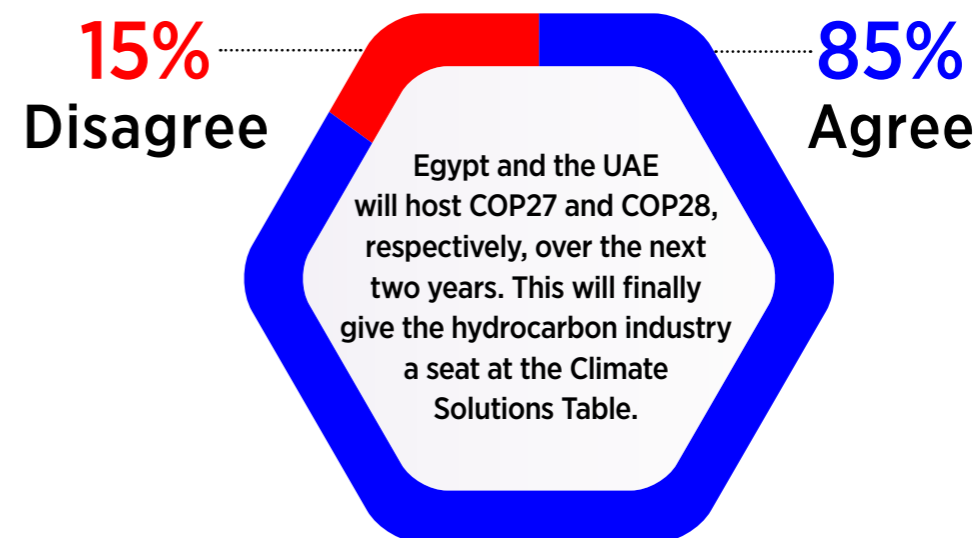 15%
Disagree
85%
Agree
Egypt and the UAE
will host COP27 and COP28,
respectively, over the next
two years. This will finally
give the hydrocarbon industry
a seat at the Climate
Solutions Table.